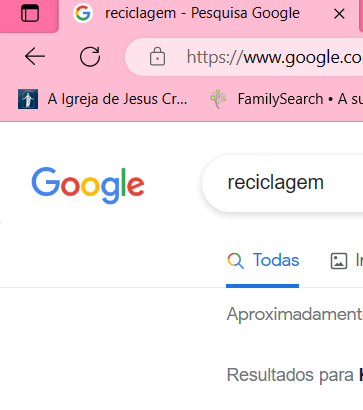 reciclagem - Pesquisa Google
https://www.google.co
A Igreja de Jesus Cr... FamilySearch • A su
Google reciclagem
Todas
Aproximadament
Resultados para